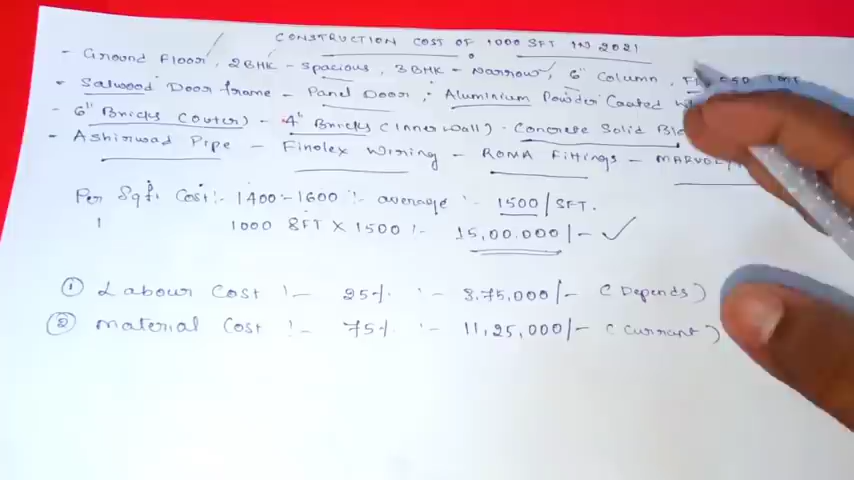 CONSTRUCTION COST OF 1000 SFT IN 2021
- Ground Floor, 2BHK - Spacious, 3BHK - Narrow, 6" Column,
- Salwood Door frame - Panel Door, Aluminium Powder Coated
- 6" Bricks (outer) - 4" Bricks (Inner wall). Concrete Solid
- Ashirwad Pipe - Finolex Wiring - ROMA Fittings -
Per Sqft Cost :- 1400 - 1600 :- average :- 1500/SFT.
1000 SFT X 1500 :- 15,00,000/- ✓
① Labour Cost :- 25% :- 3,75,000/- (Depends)
② Material Cost :- 75% :- 11,25,000/- (Currant)